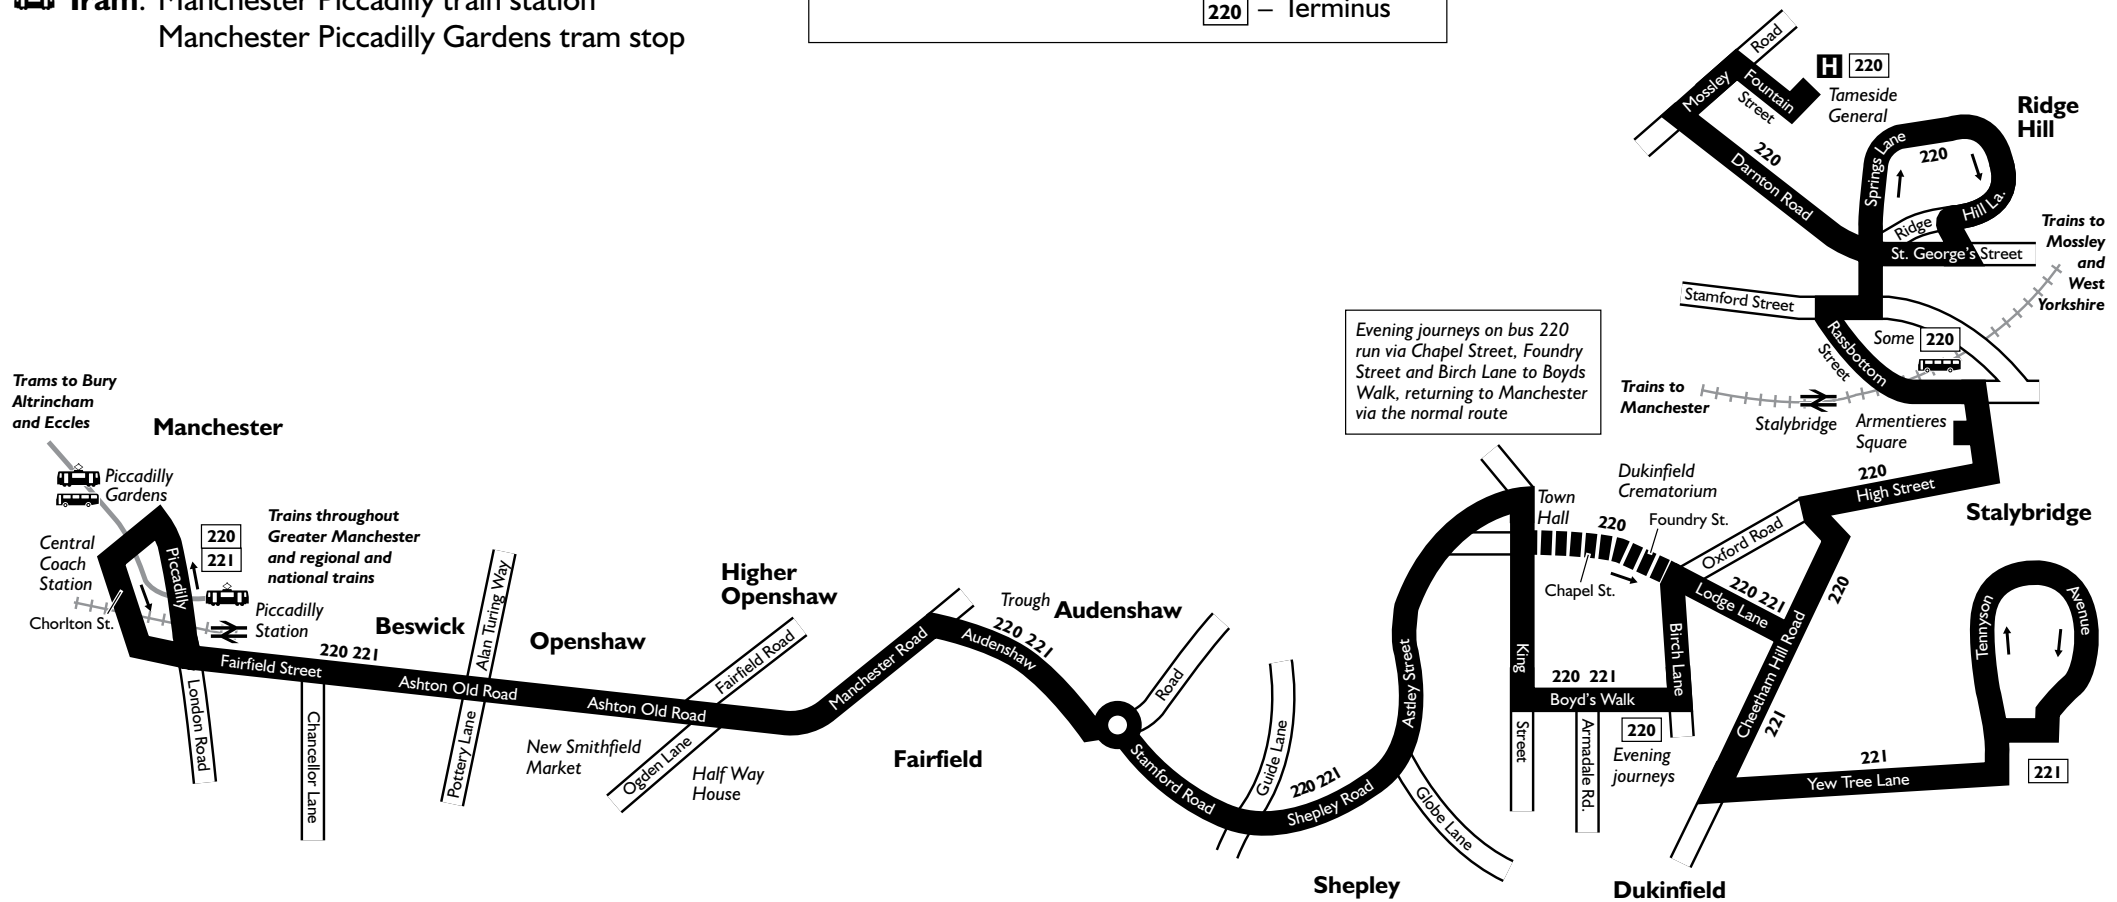 Tram: Manchester Piccadilly train station
Manchester Piccadilly Gardens tram stop
220 – Terminus
Road
Mossley
Fountain
Street
H 220
Tameside
General
Ridge
Hill
220
Darnton Road
Springs Lane
220
Hill La.
Ridge
St. George's Street
Trains to
Mossley
and
West
Yorkshire
Stamford Street
Rassbottom
Street
Some 220
Trains to
Manchester
Stalybridge
Armentieres
Square
Evening journeys on bus 220
run via Chapel Street, Foundry
Street and Birch Lane to Boyds
Walk, returning to Manchester
via the normal route
220
High Street
Stalybridge
Trams to Bury
Altrincham
and Eccles
Manchester
Piccadilly
Gardens
Central
Coach
Station
Chorlton St.
Piccadilly
220
221
Trains throughout
Greater Manchester
and regional and
national trains
Piccadilly
Station
Fairfield Street
220 221
London Road
Chancellor Lane
Beswick
Ashton Old Road
Alan Turing Way
Pottery Lane
Openshaw
Ashton Old Road
New Smithfield
Market
Higher
Openshaw
Fairfield Road
Ogden Lane
Half Way
House
Manchester Road
Fairfield
Trough
Audenshaw
220 221
Audenshaw
Road
Stamford Road
Guide Lane
220 221
Shepley Road
Shepley
Astley Street
Globe Lane
Town
Hall
Dukinfield
Crematorium
220
Foundry St.
Chapel St.
Oxford Road
220 221
Lodge Lane
King
Street
220 221
Boyd's Walk
Birch Lane
Armadale Rd.
220
Evening
journeys
Dukinfield
220
Cheetham Hill Road
221
221
Yew Tree Lane
Tennyson
Avenue
221